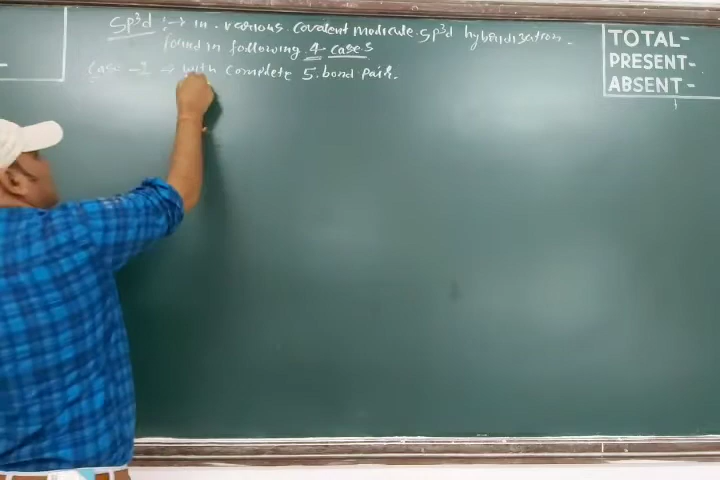 Sp³d :→ in various covalent molecule sp³d hybridization
found in following 4 cases
Case -1 → with complete 5 bond pair.
TOTAL-
PRESENT-
ABSENT-